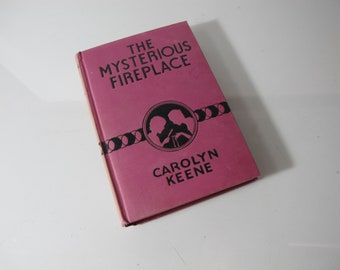 THE
MYSTERIOUS
FIREPLACE
CAROLYN
KEENE